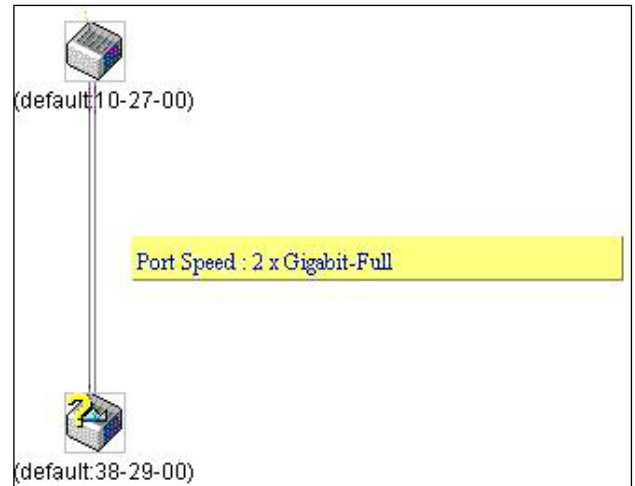 (default:10-27-00)
Port Speed : 2 x Gigabit-Full
(default:38-29-00)